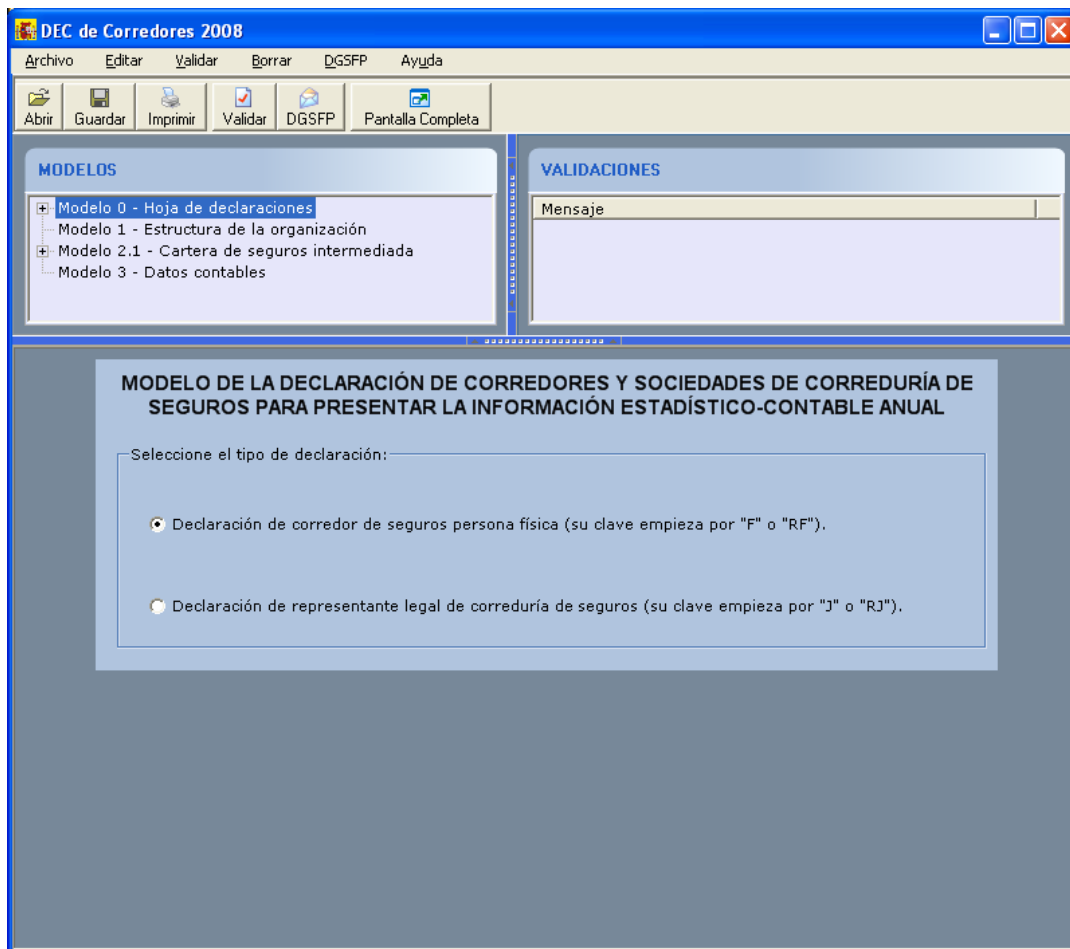 DEC de Corredores 2008
Archivo Editar Validar Borrar DGSFP Ayuda
Abrir Guardar Imprimir Validar DGSFP Pantalla Completa
MODELOS
Modelo 0 - Hoja de declaraciones
Modelo 1 - Estructura de la organización
Modelo 2.1 - Cartera de seguros intermediada
Modelo 3 - Datos contables
VALIDACIONES
Mensaje
MODELO DE LA DECLARACIÓN DE CORREDORES Y SOCIEDADES DE CORREDURÍA DE
SEGUROS PARA PRESENTAR LA INFORMACIÓN ESTADÍSTICO-CONTABLE ANUAL
Seleccione el tipo de declaración:
Declaración de corredor de seguros persona física (su clave empieza por "F" o "RF").
Declaración de representante legal de correduría de seguros (su clave empieza por "J" o "RJ").